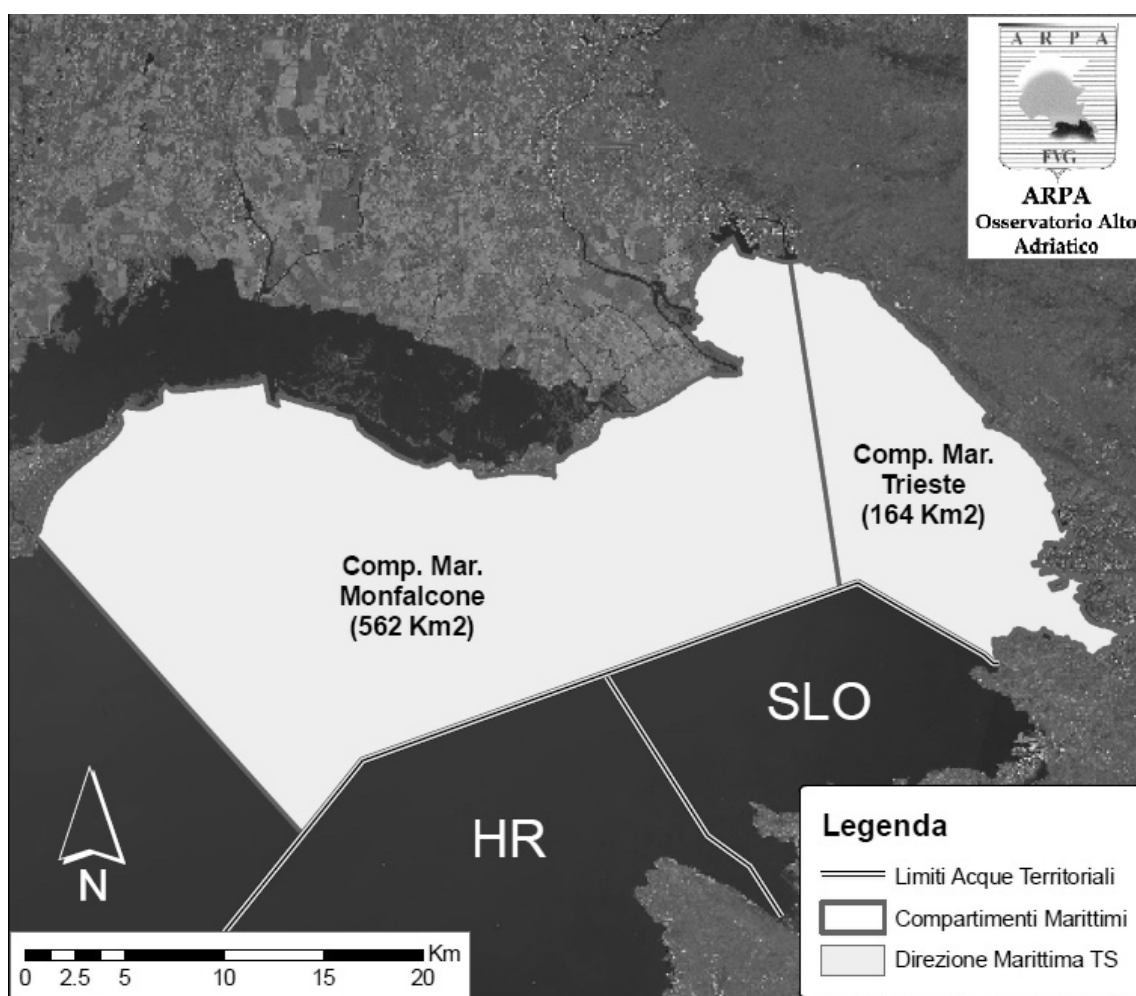 A R P A
FVG
ARPA
Osservatorio Alto
Adriatico
Comp. Mar.
Trieste
(164 Km2)
Comp. Mar.
Monfalcone
(562 Km2)
SLO
HR
N
Legenda
Limiti Acque Territoriali
Compartimenti Marittimi
Direzione Marittima TS
Km
0 2.5 5 10 15 20